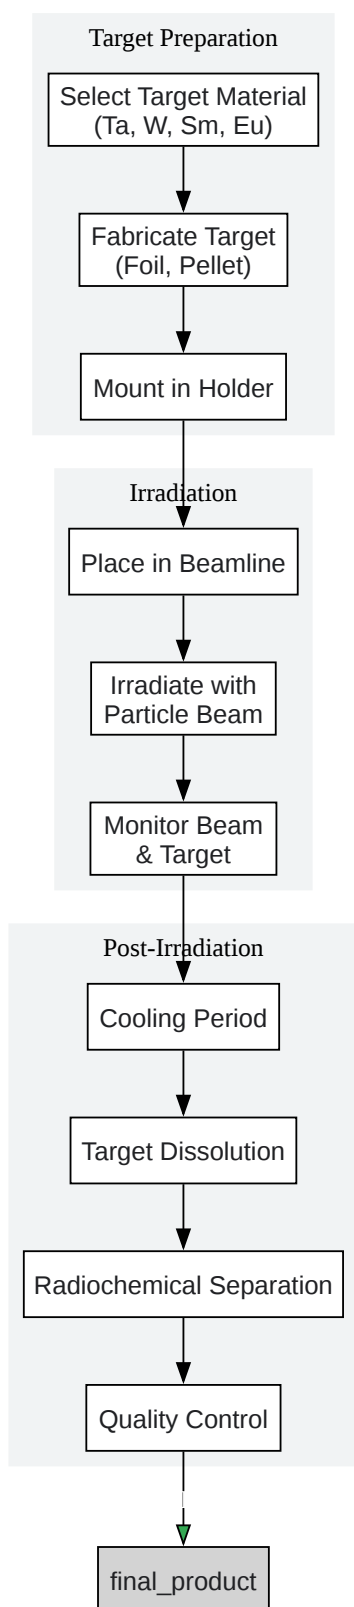 Target Preparation
Select Target Material
(Ta, W, Sm, Eu)
Fabricate Target
(Foil, Pellet)
Mount in Holder
Irradiation
Place in Beamline
Irradiate with
Particle Beam
Monitor Beam
& Target
Post-Irradiation
Cooling Period
Target Dissolution
Radiochemical Separation
Quality Control
final_product